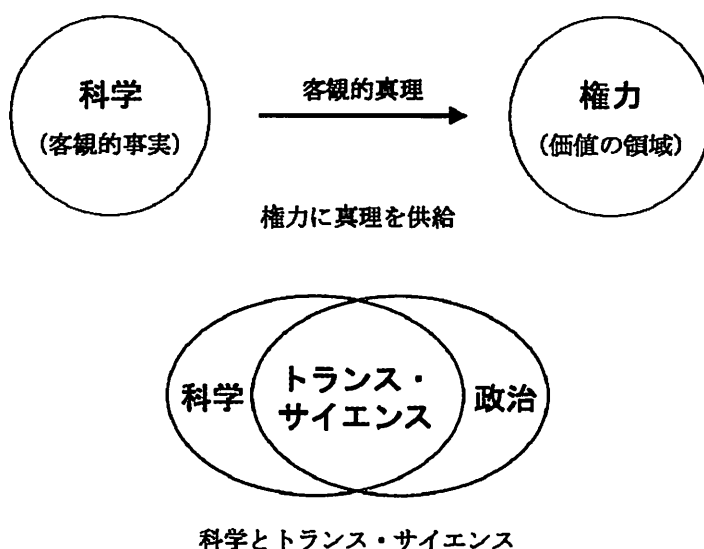 科学
(客観的事実)
客観的真理
権力
(価値の領域)
権力に真理を供給
科学
トランス・
サイエンス
政治
科学とトランス・サイエンス